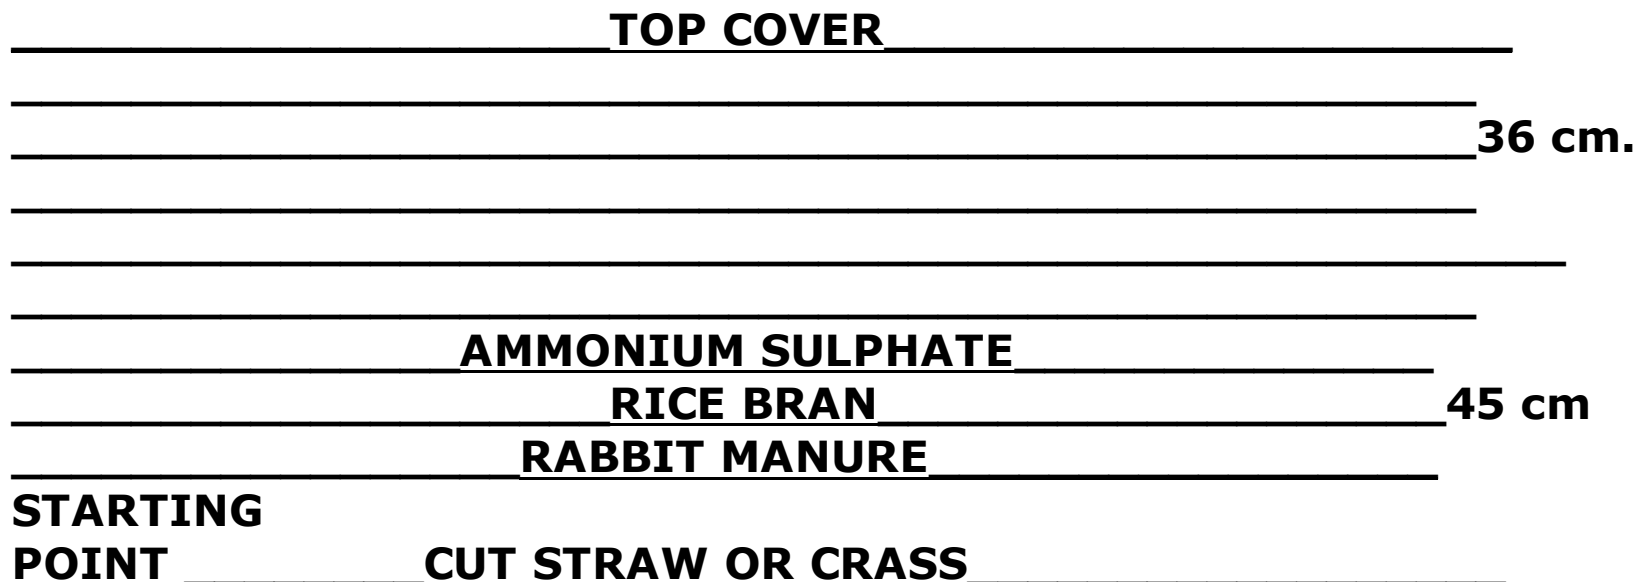 TOP COVER
36 cm.
AMMONIUM SULPHATE
RICE BRAN 45 cm
RABBIT MANURE
STARTING
POINT CUT STRAW OR CRASS